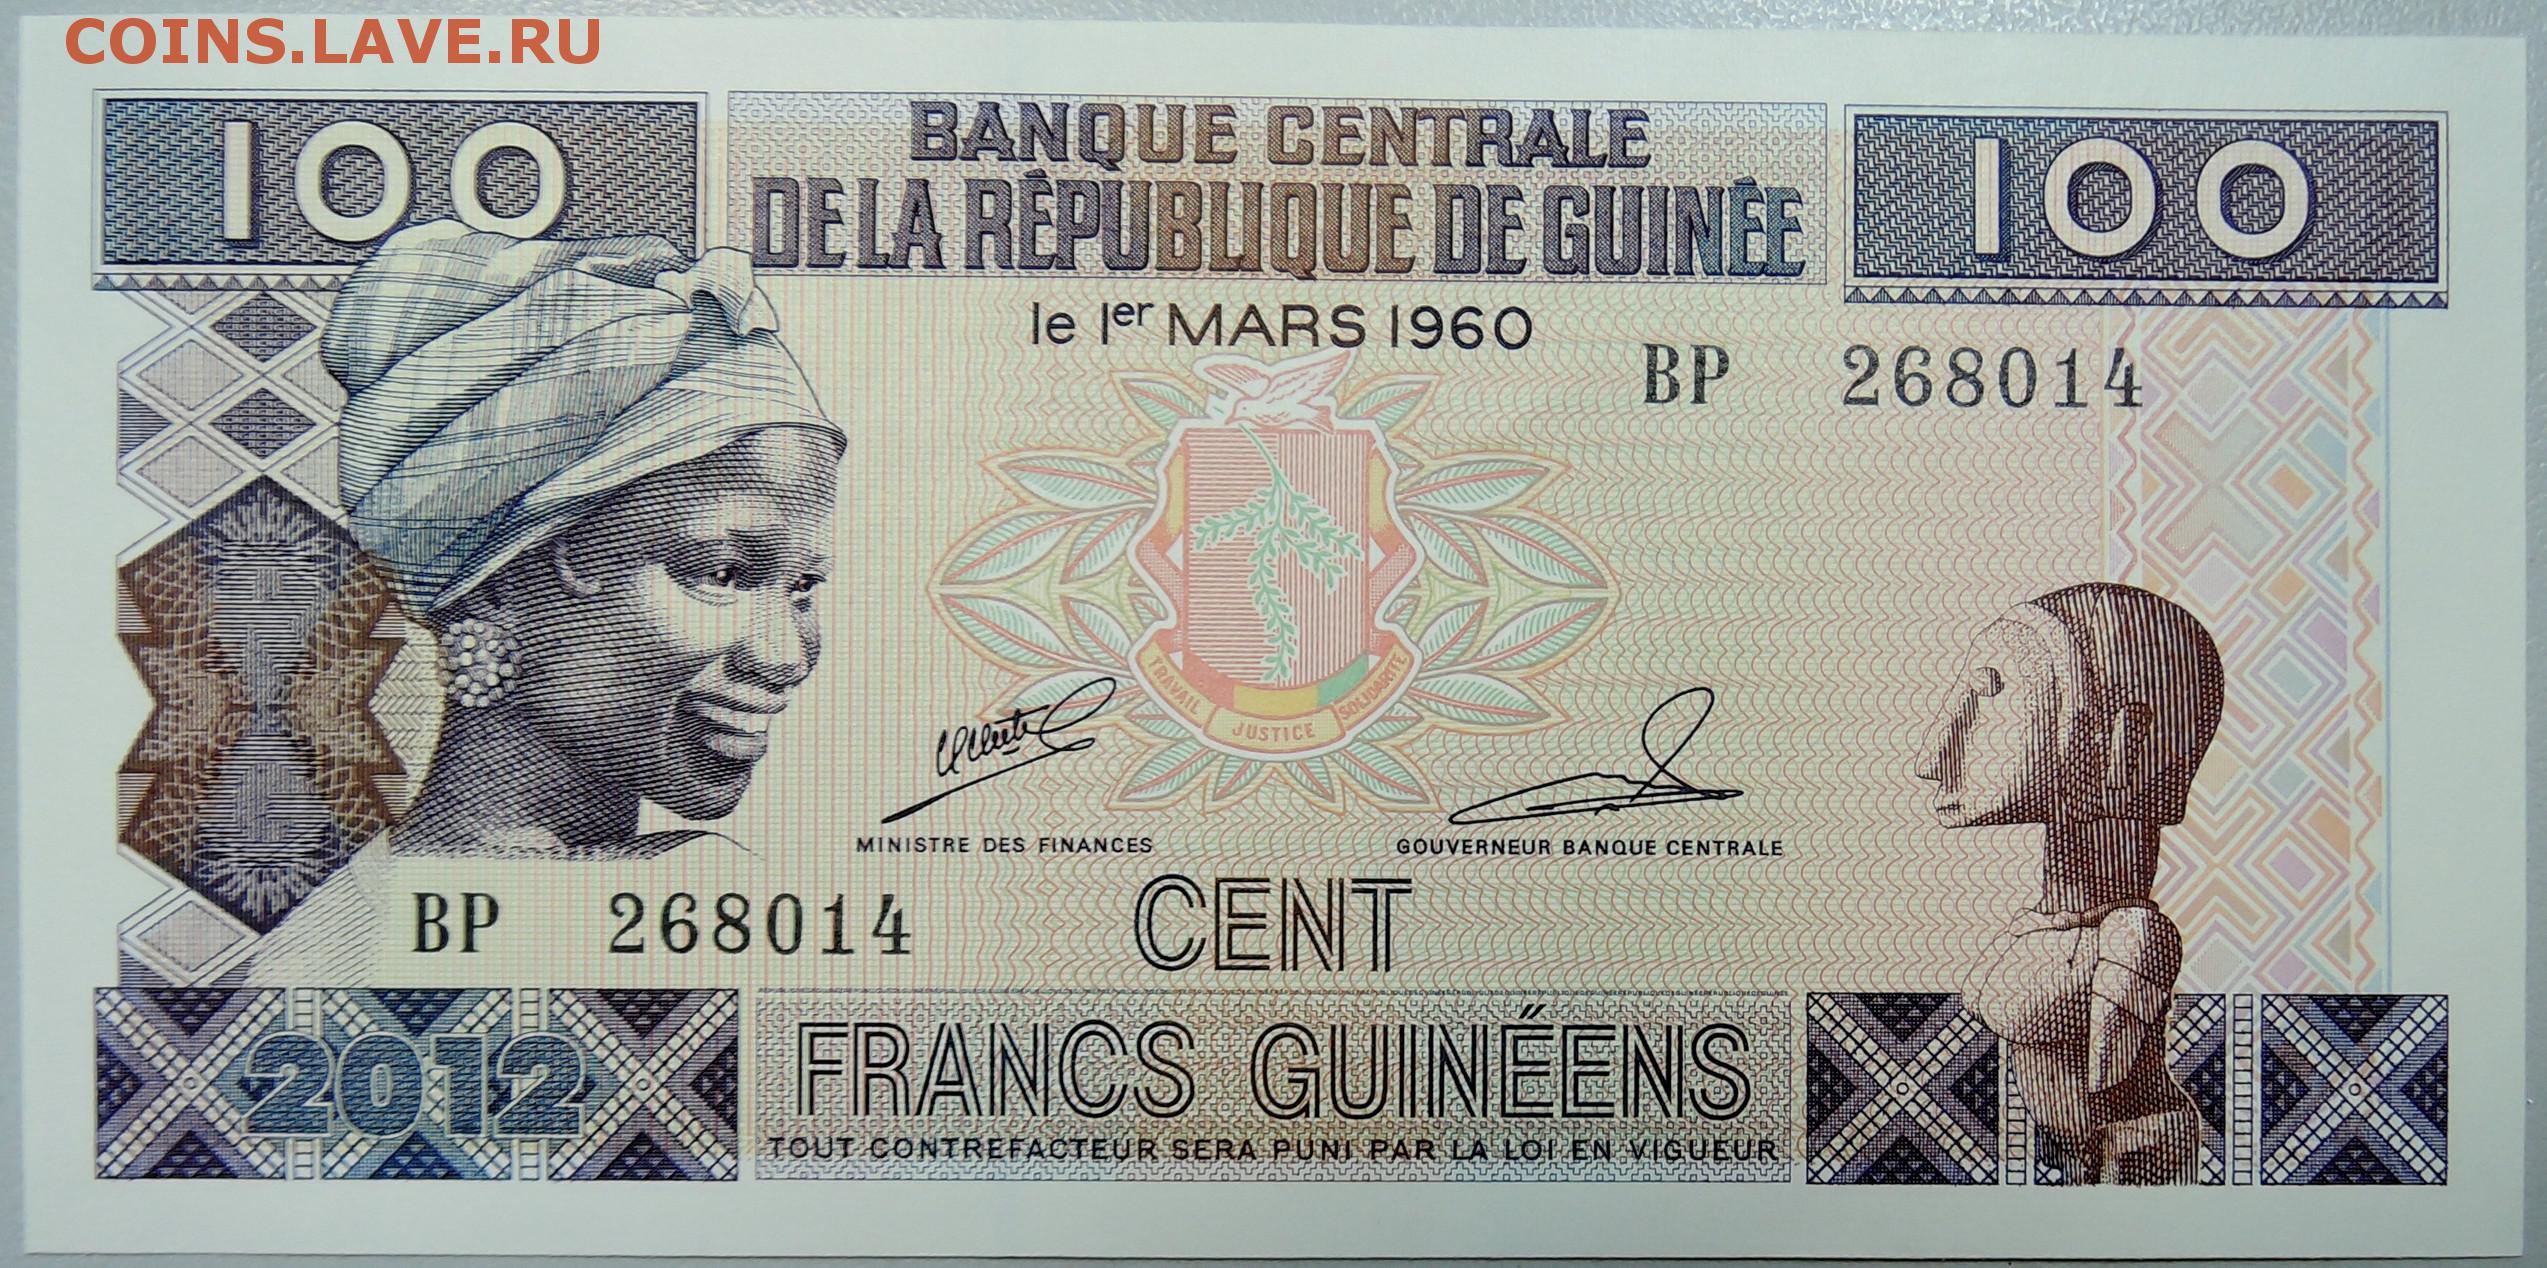 COINS.LAVE.RU
100
BANQUE CENTRALE
DE LA RÉPUBLIQUE DE GUINÉE
100
le 1er MARS 1960
BP 268014
TRAVAIL JUSTICE SOLIDARITÉ
MINISTRE DES FINANCES
GOUVERNEUR BANQUE CENTRALE
BP 268014
CENT
FRANCS GUINÉENS
2012
TOUT CONTREFACTEUR SERA PUNI PAR LA LOI EN VIGUEUR